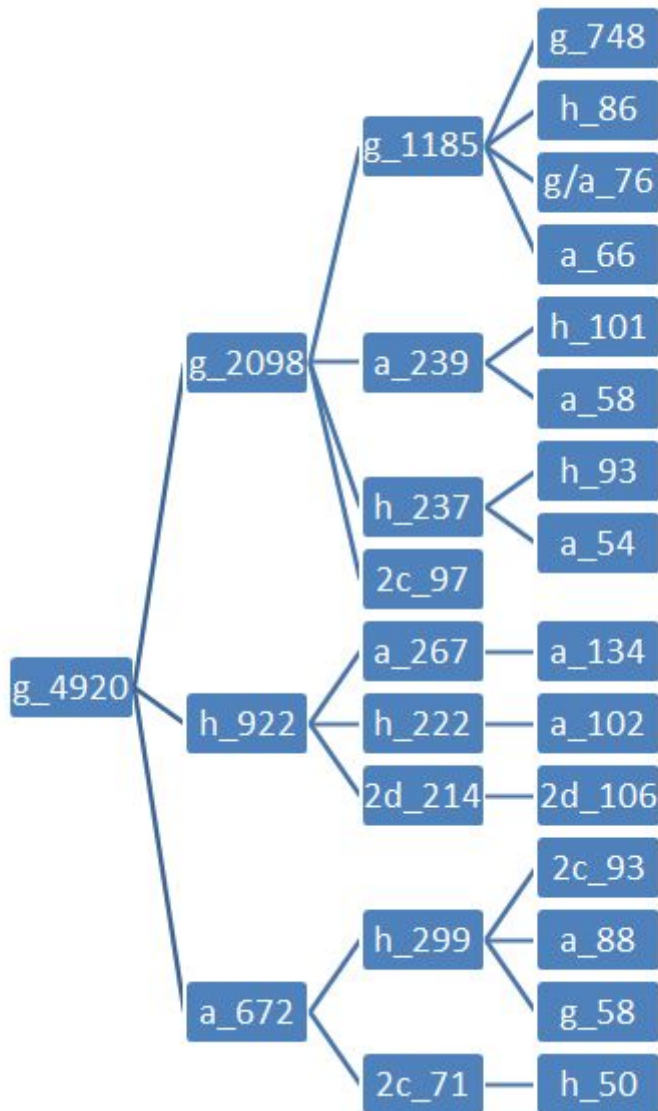 g_748
h_86
g_1185
g/a_76
a_66
h_101
g_2098
a_239
a_58
h_93
h_237
a_54
2c_97
a_267
a_134
g_4920
h_922
h_222
a_102
2d_214
2d_106
2c_93
h_299
a_88
a_672
g_58
2c_71
h_50